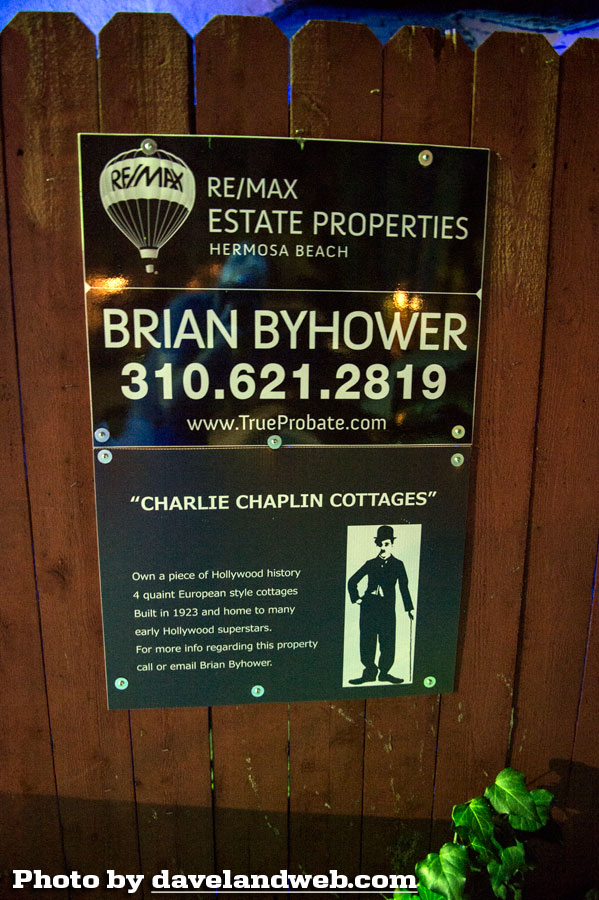 RE/MAX
RE/MAX
ESTATE PROPERTIES
HERMOSA BEACH
BRIAN BYHOWER
310.621.2819
www.TrueProbate.com
“CHARLIE CHAPLIN COTTAGES”
Own a piece of Hollywood history
4 quaint European style cottages
Built in 1923 and home to many
early Hollywood superstars.
For more info regarding this property
call or email Brian Byhower.
Photo by davelandweb.com